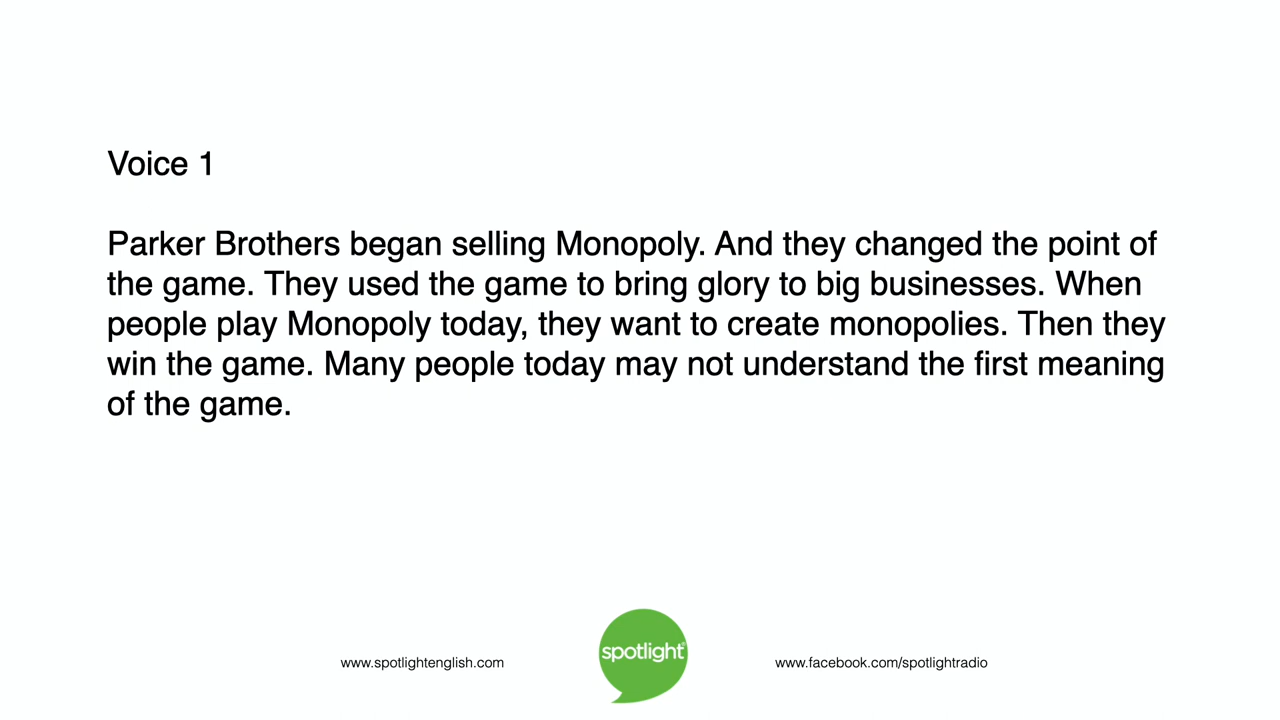 Voice 1
Parker Brothers began selling Monopoly. And they changed the point of
the game. They used the game to bring glory to big businesses. When
people play Monopoly today, they want to create monopolies. Then they
win the game. Many people today may not understand the first meaning
of the game.
www.spotlightenglish.com
spotlight®
www.facebook.com/spotlightradio